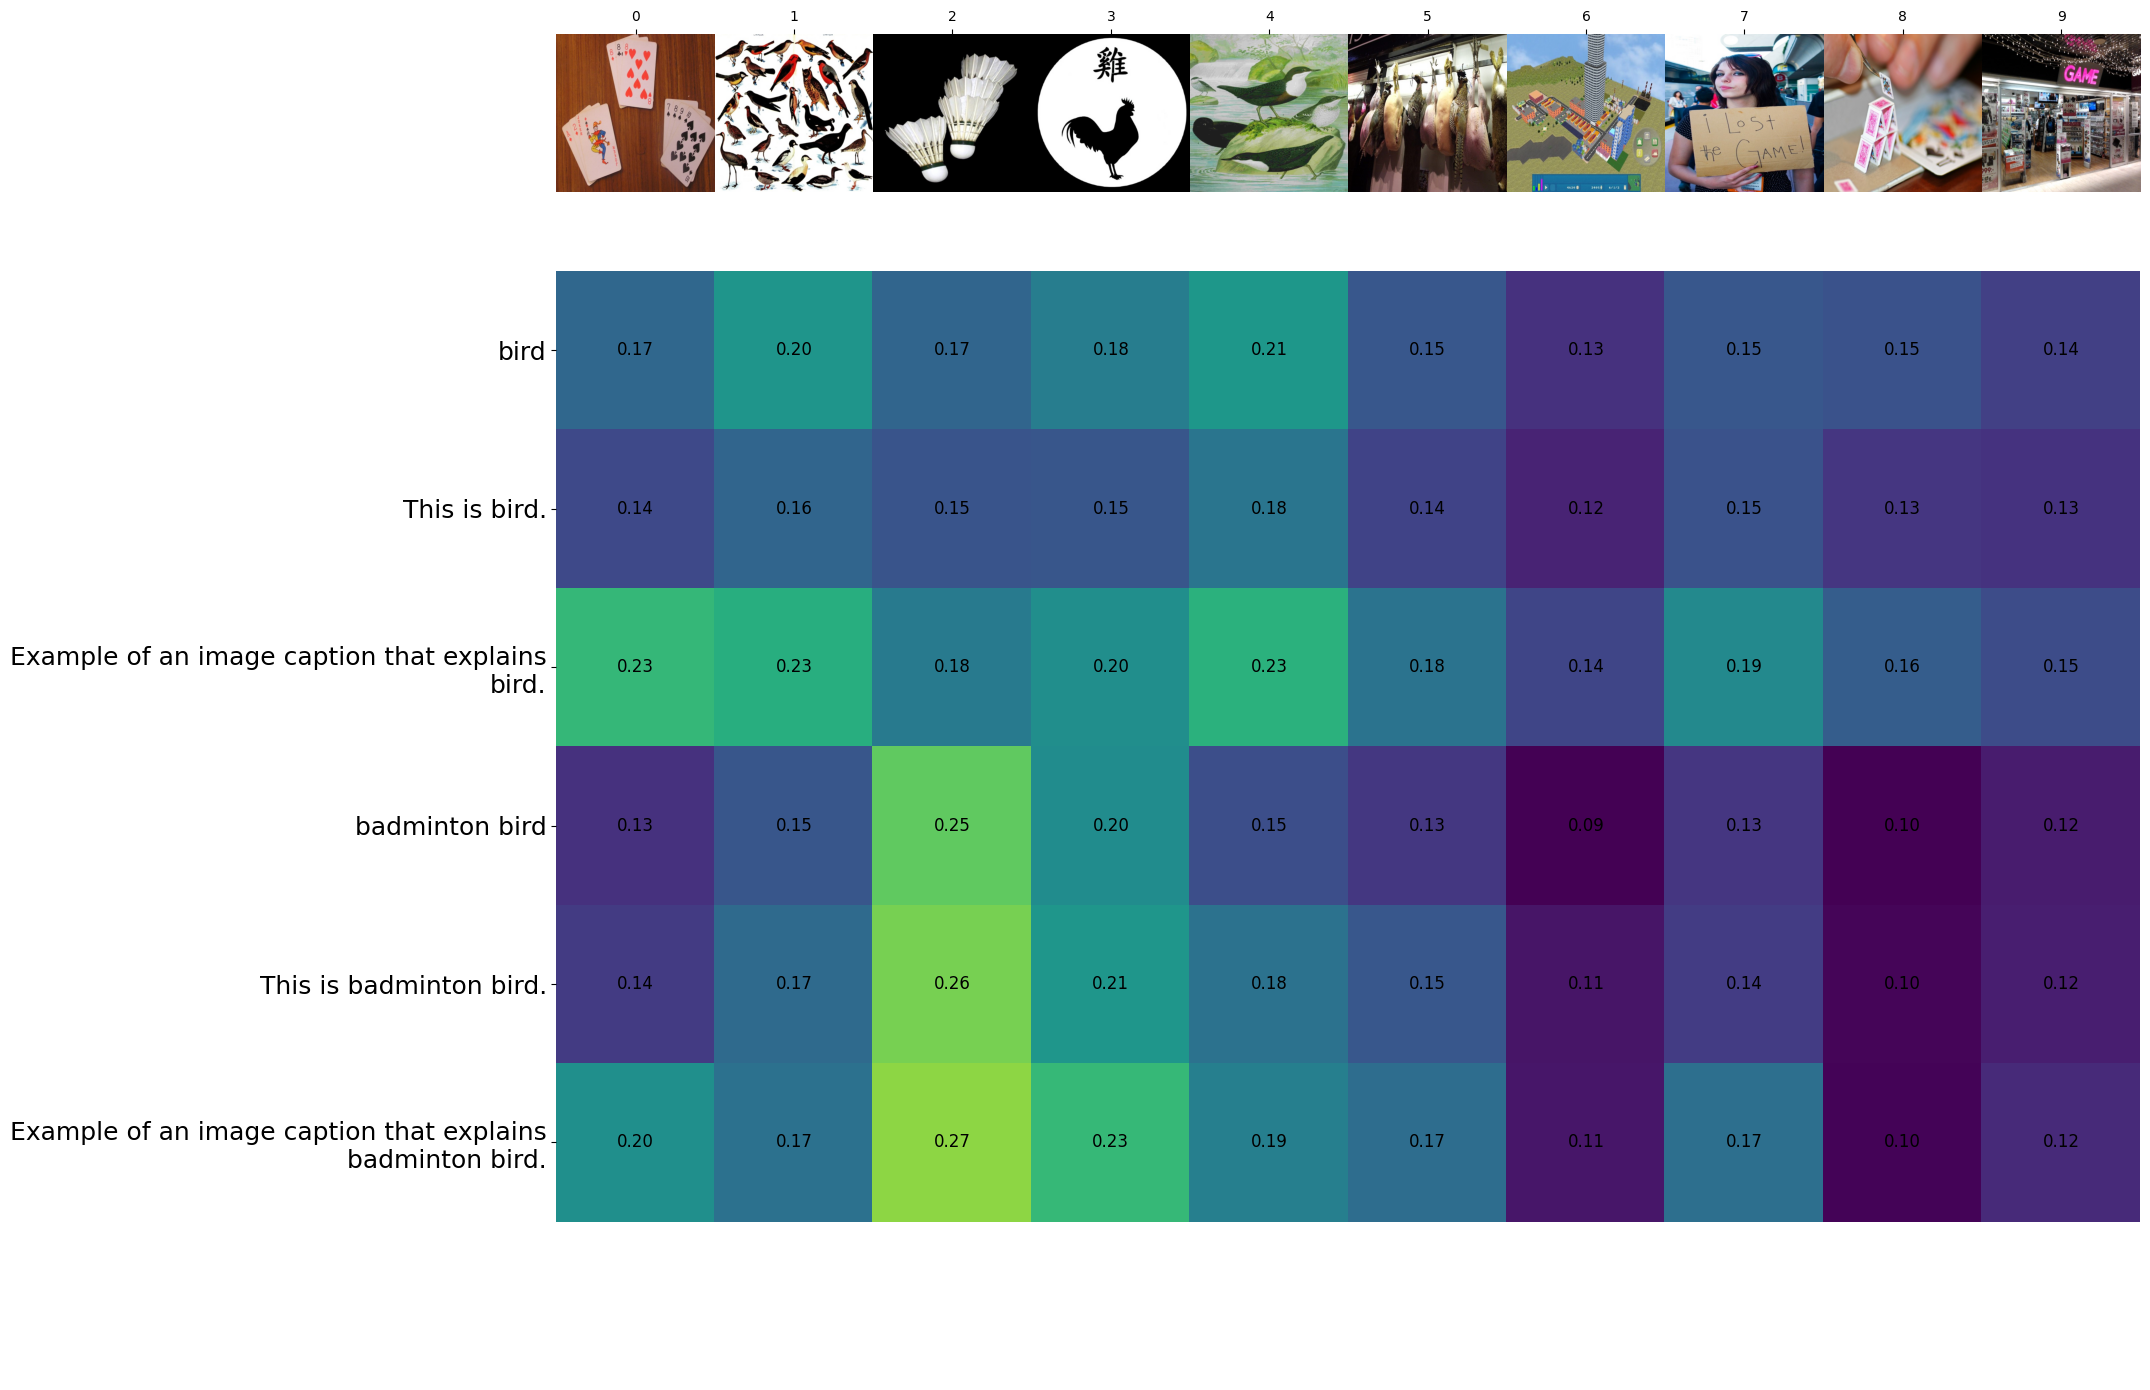 0 1 2 3 4 5 6 7 8 9
雞
GAME
i LoST
the GAME!
bird 0.17 0.20 0.17 0.18 0.21 0.15 0.13 0.15 0.15 0.14
This is bird. 0.14 0.16 0.15 0.15 0.18 0.14 0.12 0.15 0.13 0.13
Example of an image caption that explains
bird. 0.23 0.23 0.18 0.20 0.23 0.18 0.14 0.19 0.16 0.15
badminton bird 0.13 0.15 0.25 0.20 0.15 0.13 0.09 0.13 0.10 0.12
This is badminton bird. 0.14 0.17 0.26 0.21 0.18 0.15 0.11 0.14 0.10 0.12
Example of an image caption that explains
badminton bird. 0.20 0.17 0.27 0.23 0.19 0.17 0.11 0.17 0.10 0.12